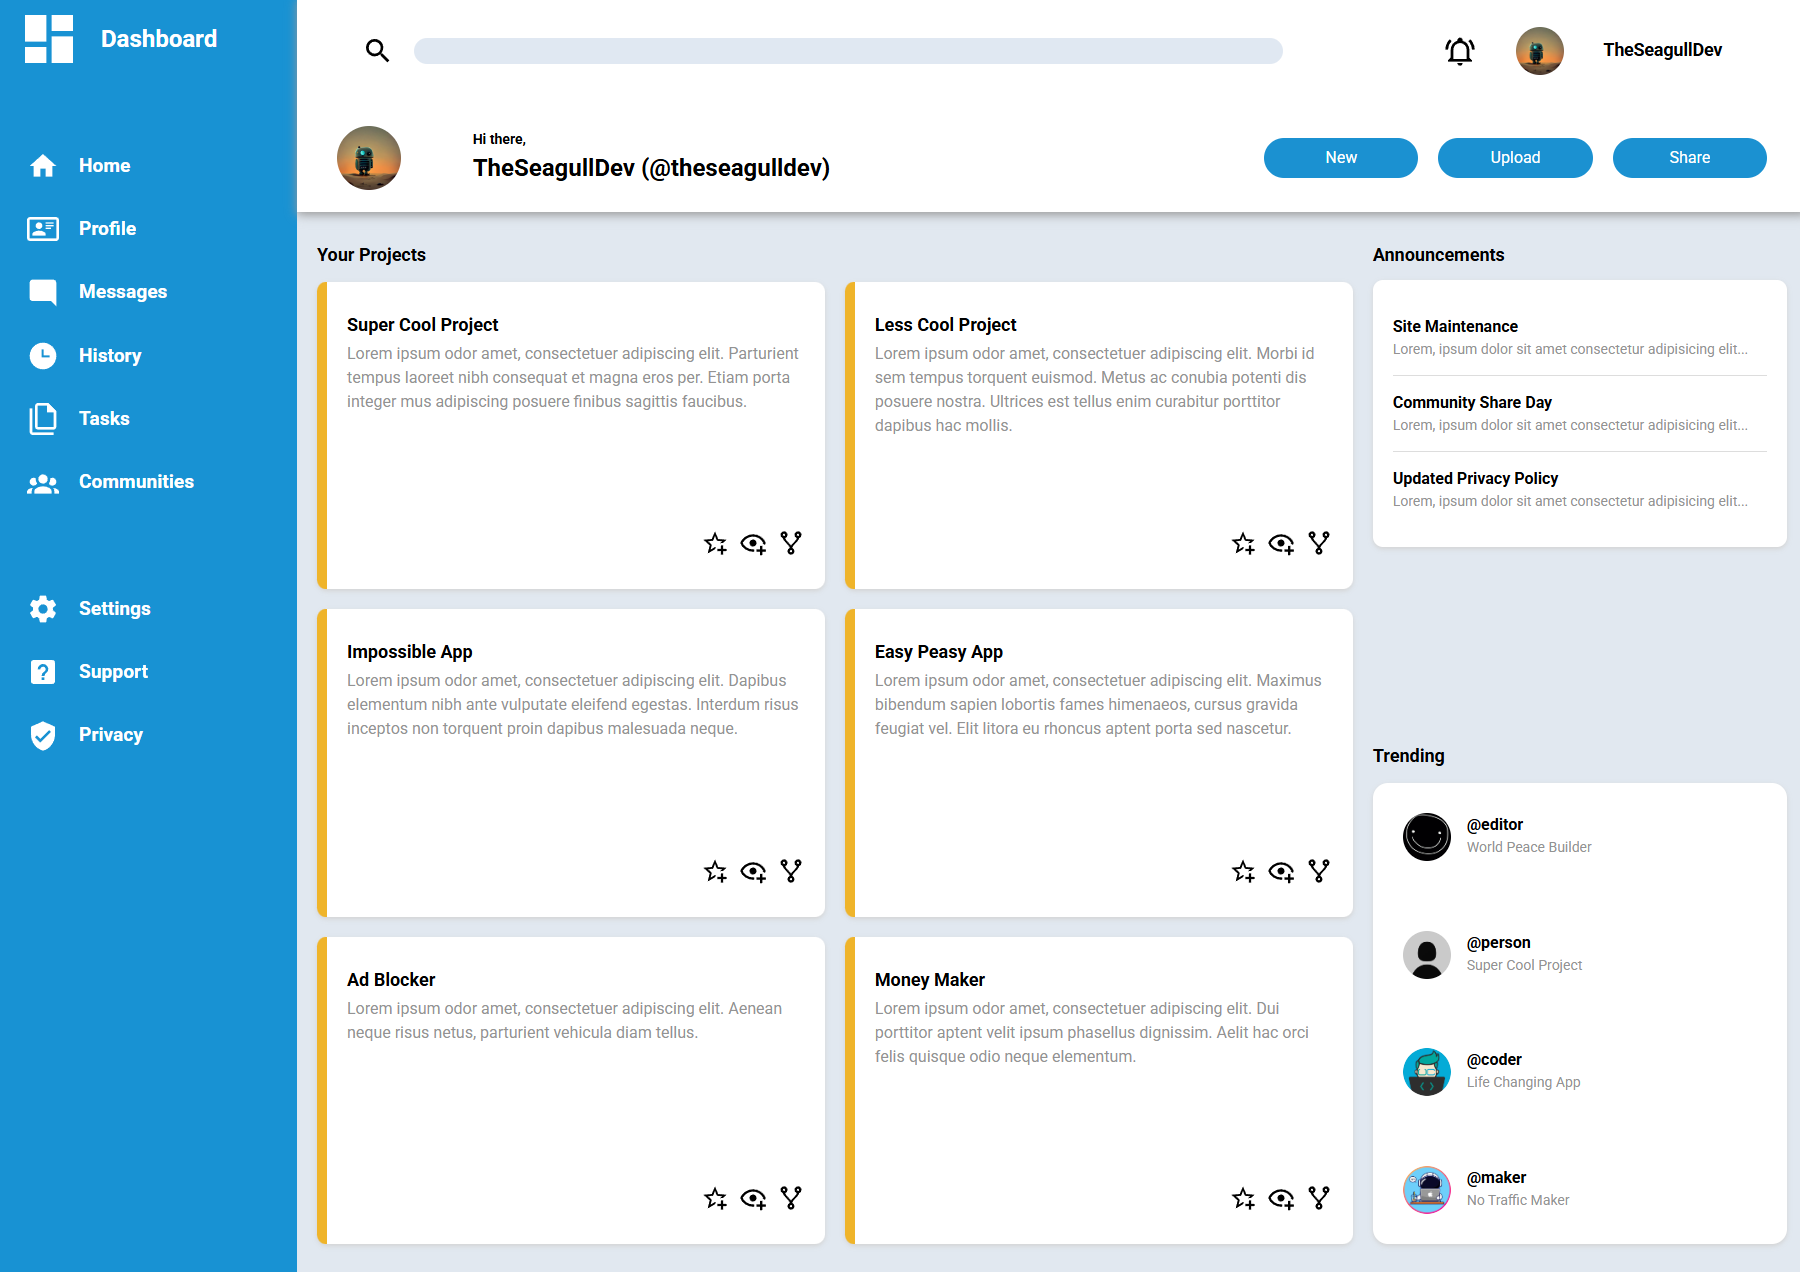 Dashboard
Home
Profile
Messages
History
Tasks
Communities
Settings
Support
Privacy
TheSeagullDev
Hi there,
TheSeagullDev (@theseagulldev)
New
Upload
Share
Your Projects
Super Cool Project
Lorem ipsum odor amet, consectetuer adipiscing elit. Parturient
tempus laoreet nibh consequat et magna eros per. Etiam porta
integer mus adipiscing posuere finibus sagittis faucibus.
Less Cool Project
Lorem ipsum odor amet, consectetuer adipiscing elit. Morbi id
sem tempus torquent euismod. Metus ac conubia potenti dis
posuere nostra. Ultrices est tellus enim curabitur porttitor
dapibus hac mollis.
Impossible App
Lorem ipsum odor amet, consectetuer adipiscing elit. Dapibus
elementum nibh ante vulputate eleifend egestas. Interdum risus
inceptos non torquent proin dapibus malesuada neque.
Easy Peasy App
Lorem ipsum odor amet, consectetuer adipiscing elit. Maximus
bibendum sapien lobortis fames himenaeos, cursus gravida
feugiat vel. Elit litora eu rhoncus aptent porta sed nascetur.
Ad Blocker
Lorem ipsum odor amet, consectetuer adipiscing elit. Aenean
neque risus netus, parturient vehicula diam tellus.
Money Maker
Lorem ipsum odor amet, consectetuer adipiscing elit. Dui
porttitor aptent velit ipsum phasellus dignissim. Aelit hac orci
felis quisque odio neque elementum.
Announcements
Site Maintenance
Lorem, ipsum dolor sit amet consectetur adipisicing elit...
Community Share Day
Lorem, ipsum dolor sit amet consectetur adipisicing elit...
Updated Privacy Policy
Lorem, ipsum dolor sit amet consectetur adipisicing elit...
Trending
@editor
World Peace Builder
@person
Super Cool Project
@coder
Life Changing App
@maker
No Traffic Maker